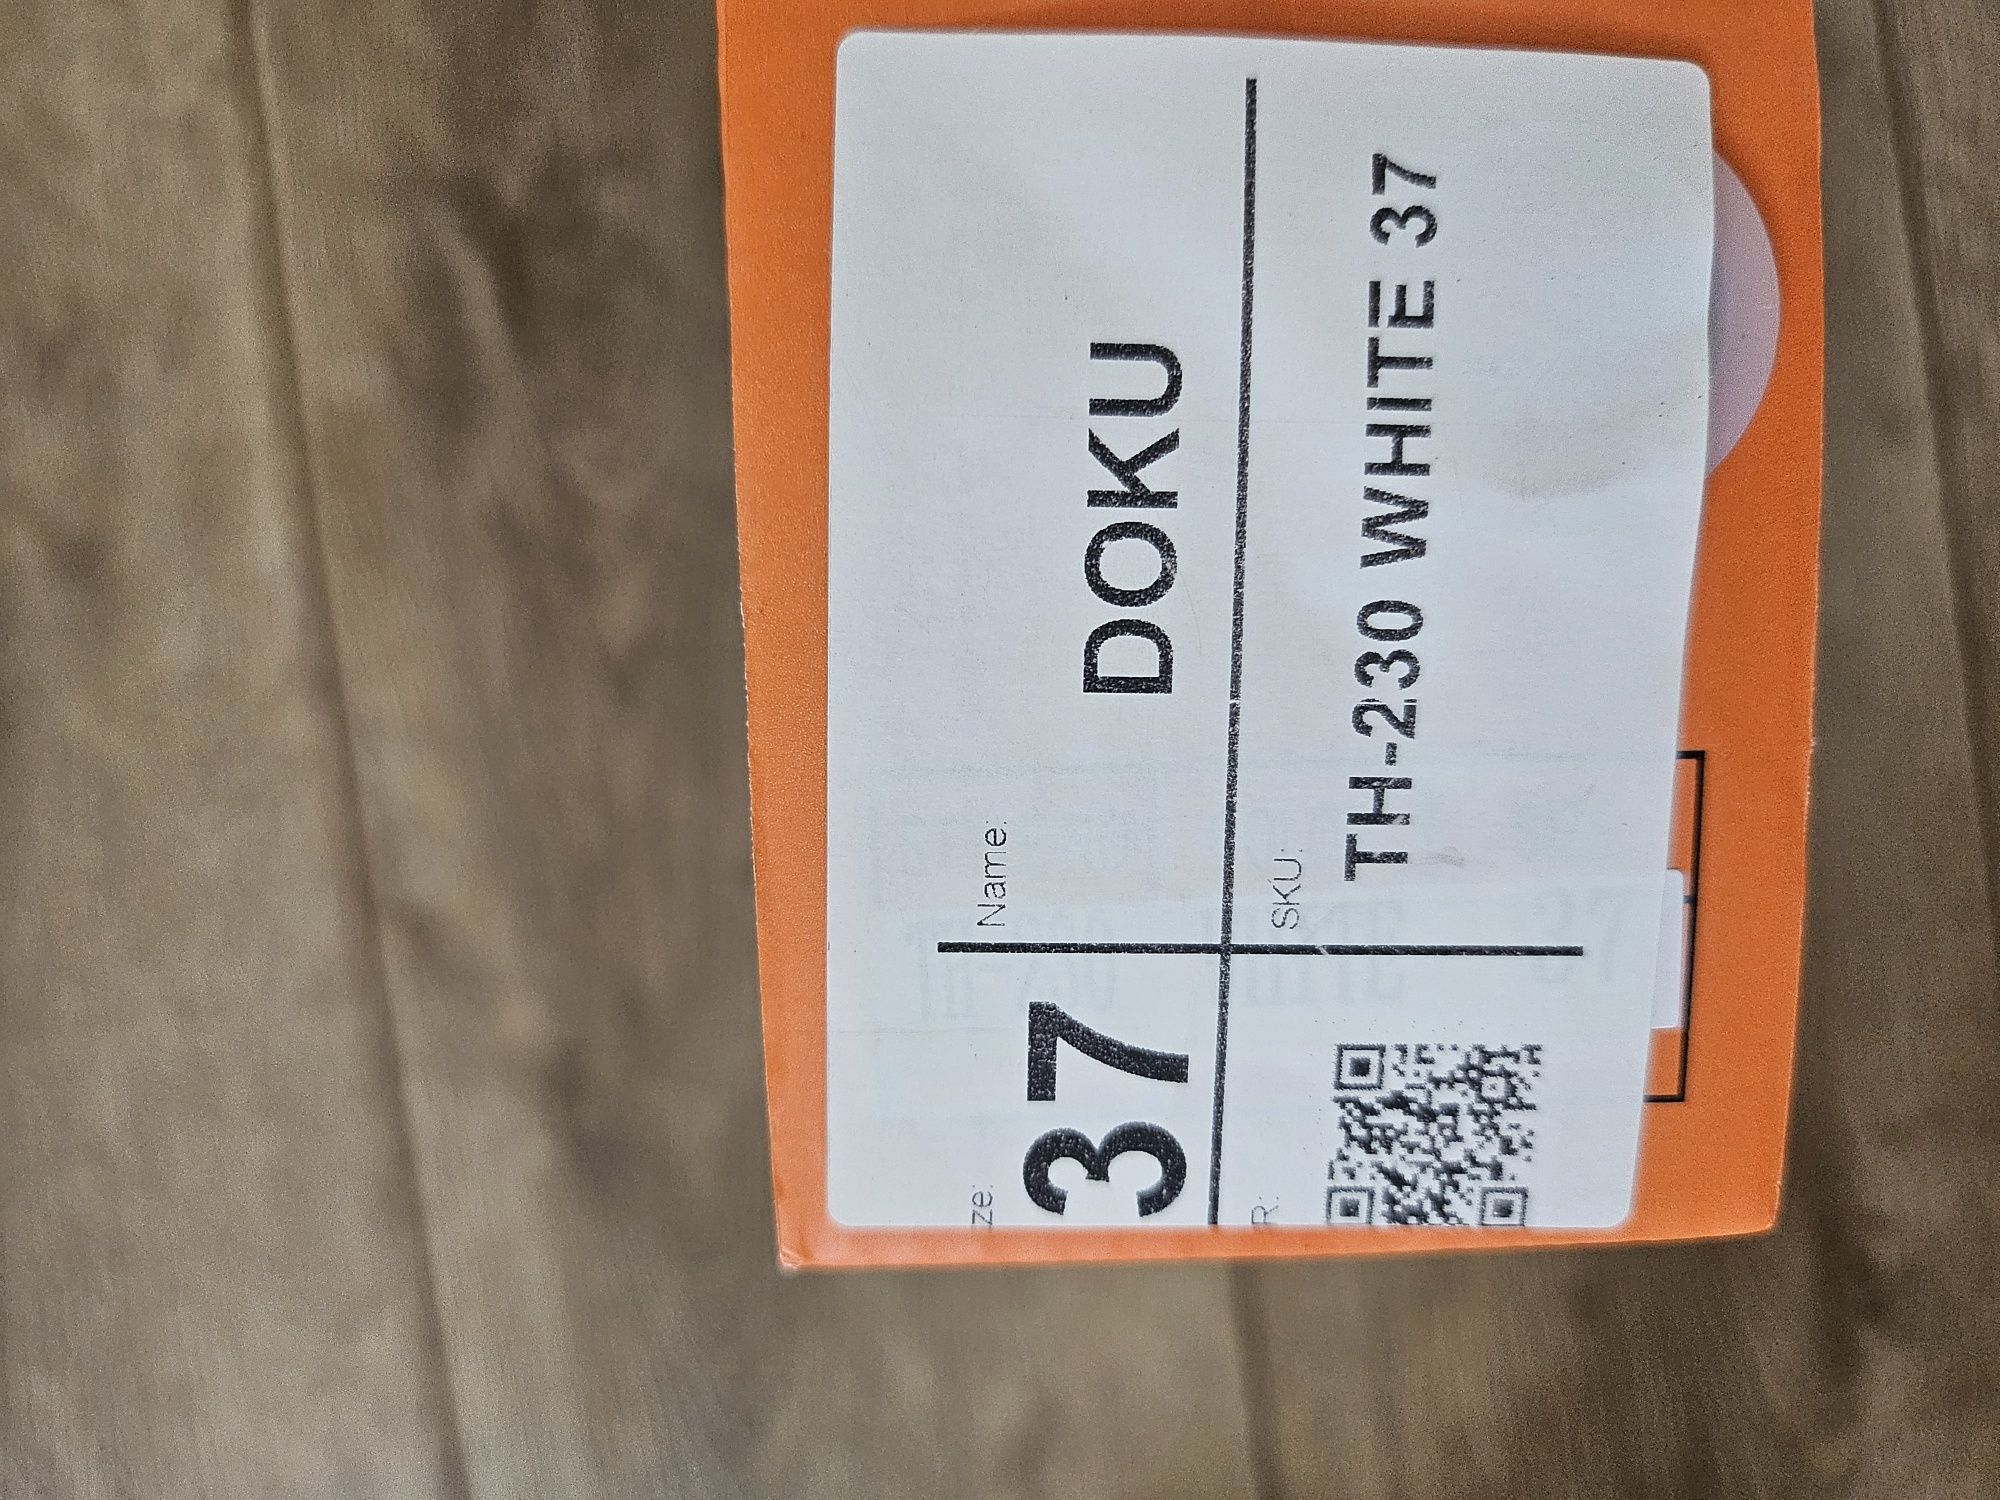 ze:
37
Name:
DOKU
R:
SKU:
TH-230 WHITE 37